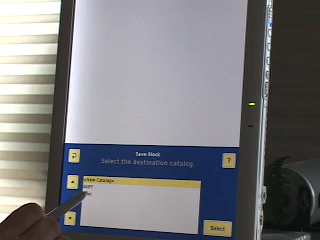 Save Block
Select the destination catalog.
?
<New Catalog>
Select